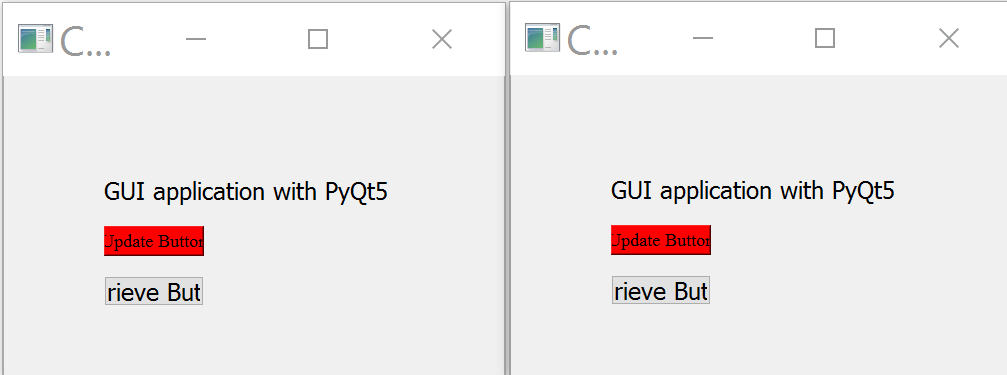 C...
GUI application with PyQt5
Update Button
rieve But
C...
GUI application with PyQt5
Update Button
rieve But